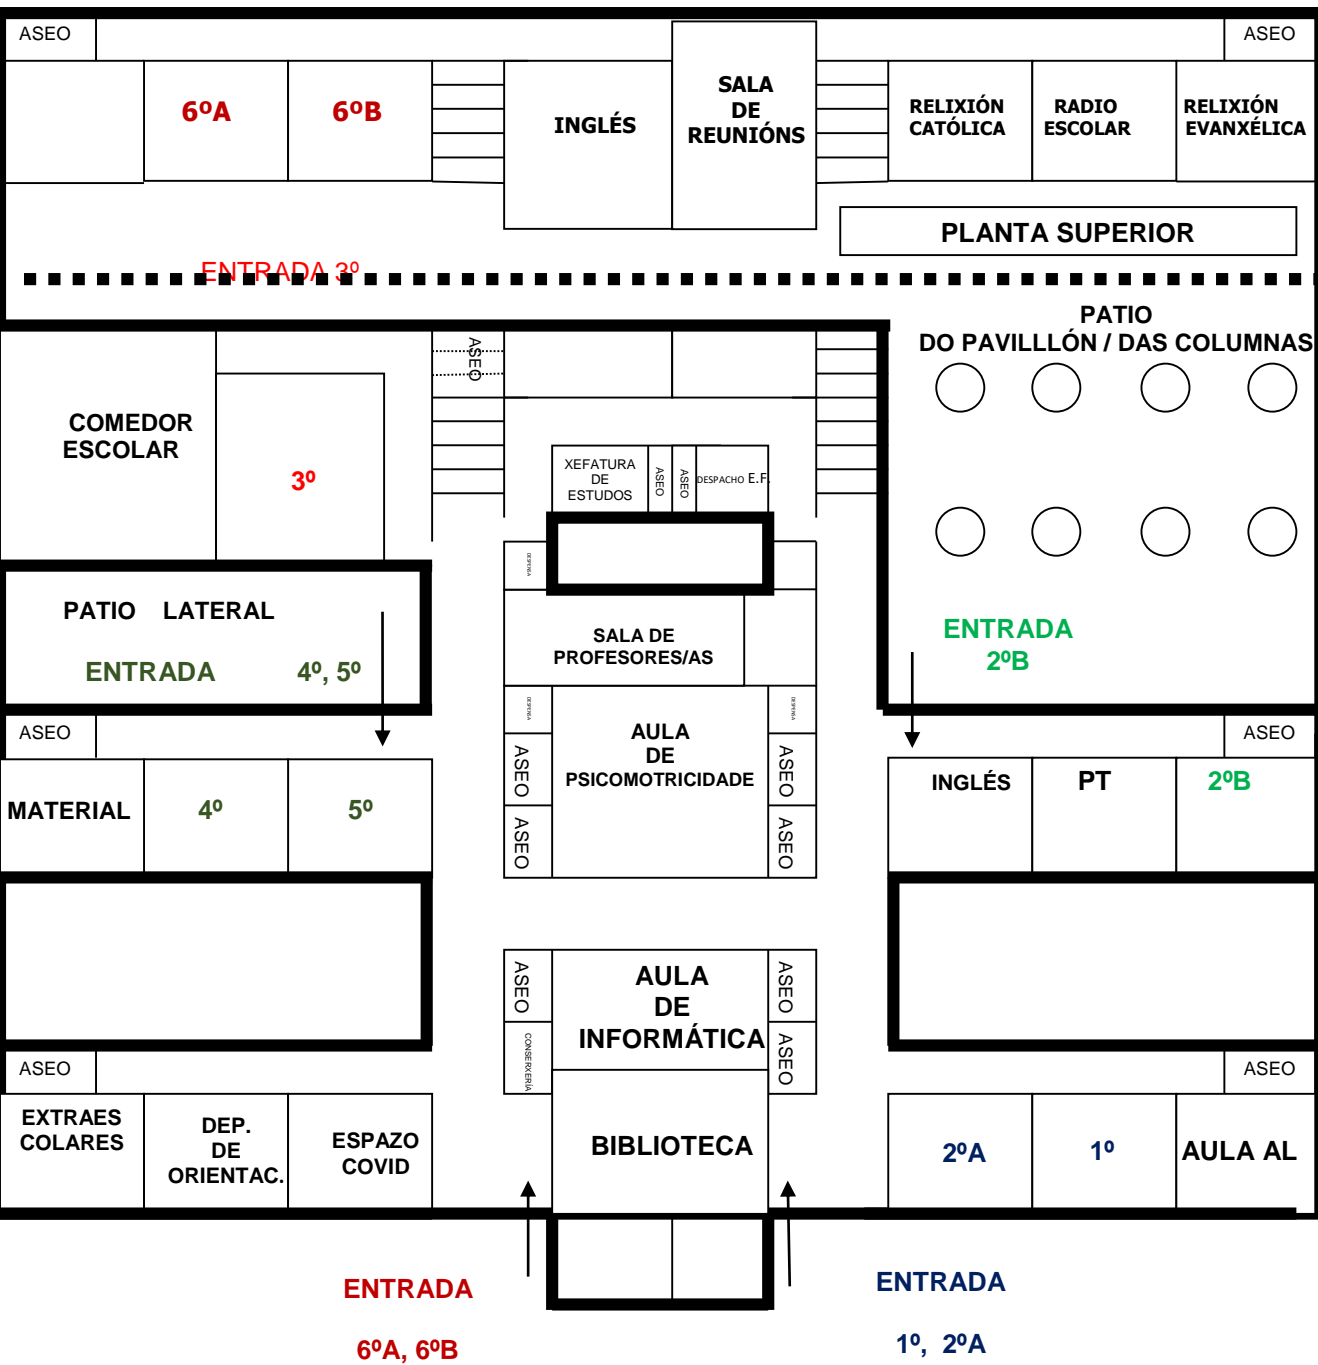 ASEO
ASEO
6ºA
6ºB
INGLÉS
SALA
DE
REUNIÓNS
RELIXIÓN
CATÓLICA
RADIO
ESCOLAR
RELIXIÓN
EVANXÉLICA
PLANTA SUPERIOR
ENTRADA 3º
PATIO
DO PAVILLLÓN / DAS COLUMNAS
ASEO
COMEDOR
ESCOLAR
3º
XEFATURA
DE
ESTUDOS
ASEO
ASEO
DESPACHO E.F.
DESPENSA
PATIO LATERAL
ENTRADA 4º, 5º
SALA DE
PROFESORES/AS
ENTRADA
2ºB
DESPENSA
DESPENSA
ASEO
ASEO
AULA
DE
PSICOMOTRICIDADE
ASEO
ASEO
ASEO
ASEO
MATERIAL
4º
5º
INGLÉS
PT
2ºB
ASEO
AULA
DE
INFORMÁTICA
ASEO
CONSERXERÍA
ASEO
ASEO
ASEO
EXTRAES
COLARES
DEP.
DE
ORIENTAC.
ESPAZO
COVID
BIBLIOTECA
2ºA
1º
AULA AL
ENTRADA
6ºA, 6ºB
ENTRADA
1º, 2ºA